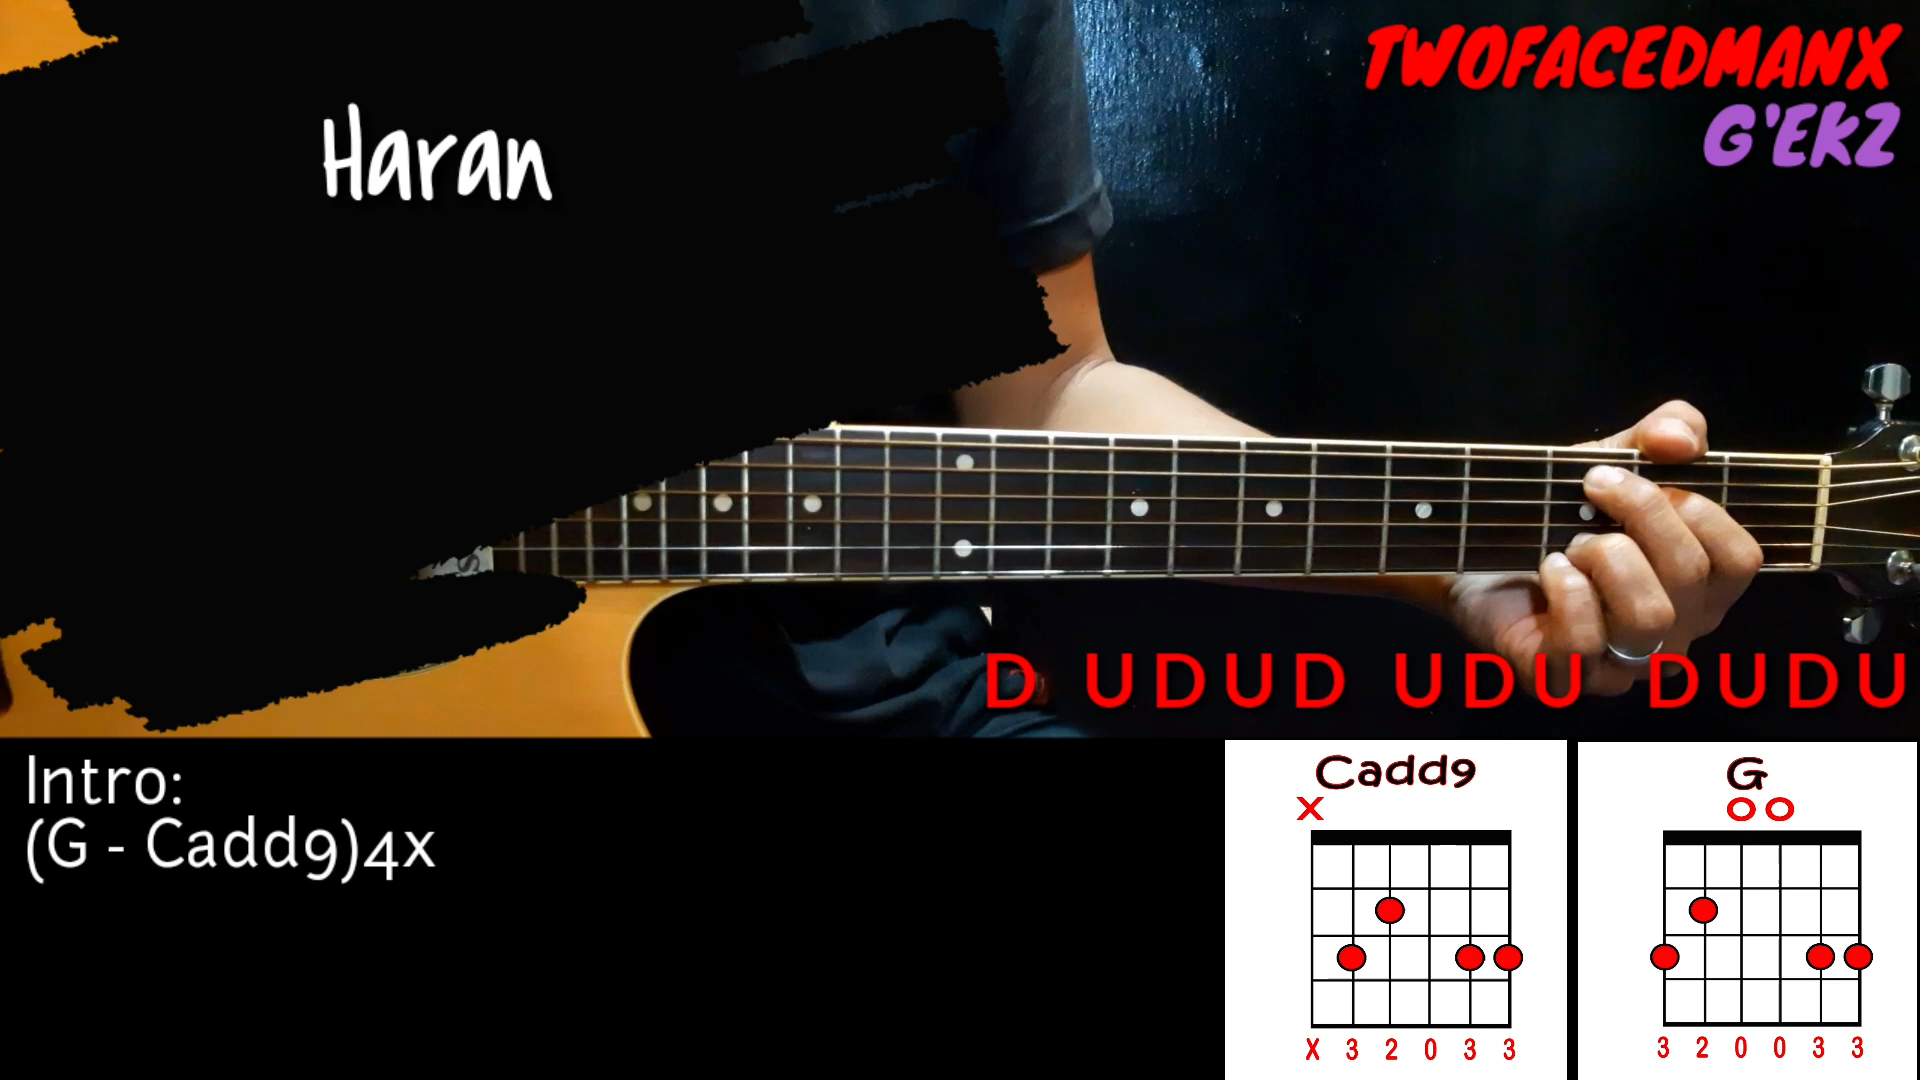 Haran
TWOFACEDMANX
G'EKZ
D UDUD UDU DUDU
Intro:
(G - Cadd9)4x
Cadd9
X
X 3 2 0 3 3
G
O O
3 2 0 0 3 3